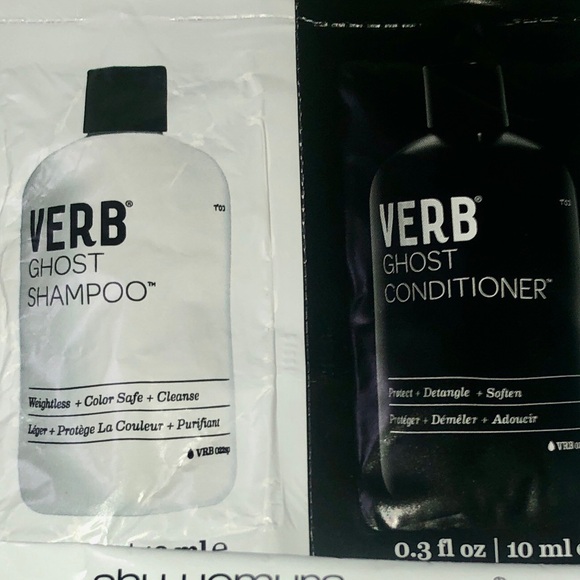 VERB®
GHOST
SHAMPOO™
Weightless + Color Safe + Cleanse
Léger + Protège La Couleur + Purifiant
VERB®
GHOST
CONDITIONER™
Protect + Detangle + Soften
Protéger + Démêler + Adoucir
0.3 fl oz | 10 ml